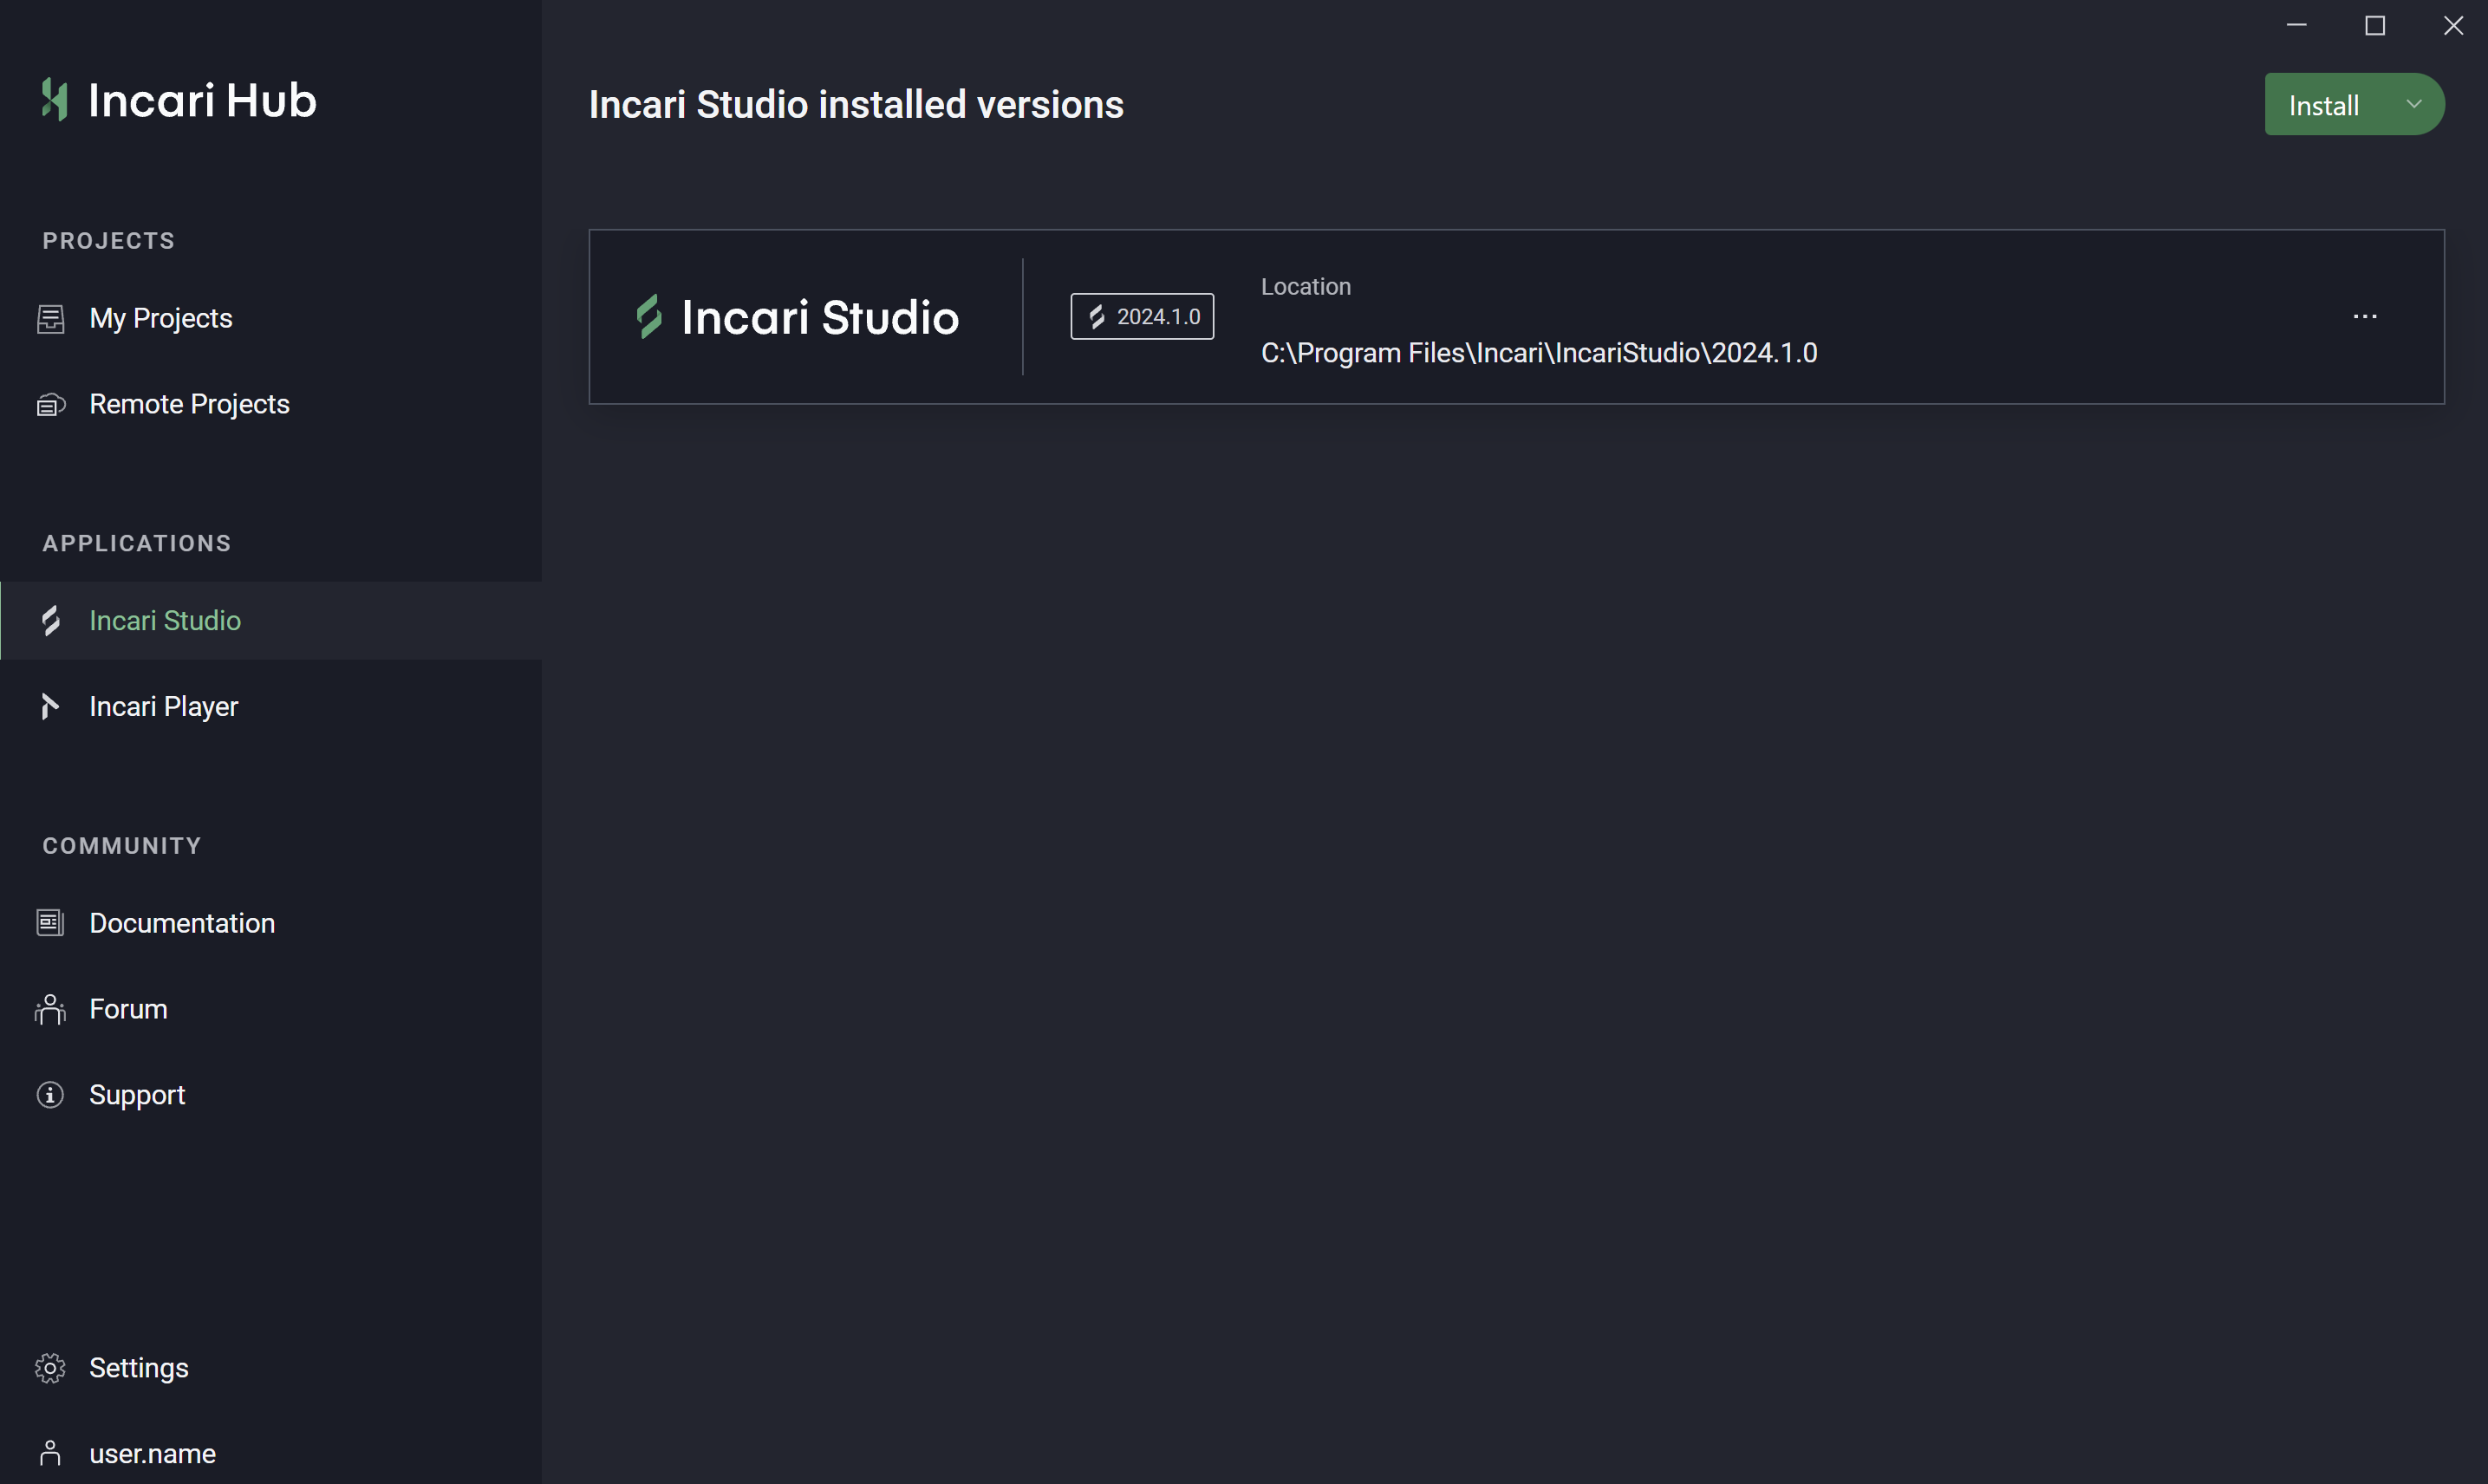 Incari Hub
PROJECTS
My Projects
Remote Projects
APPLICATIONS
Incari Studio
Incari Player
COMMUNITY
Documentation
Forum
Support
Settings
user.name
Incari Studio installed versions
Install
Incari Studio
2024.1.0
Location
C:\Program Files\Incari\IncariStudio\2024.1.0